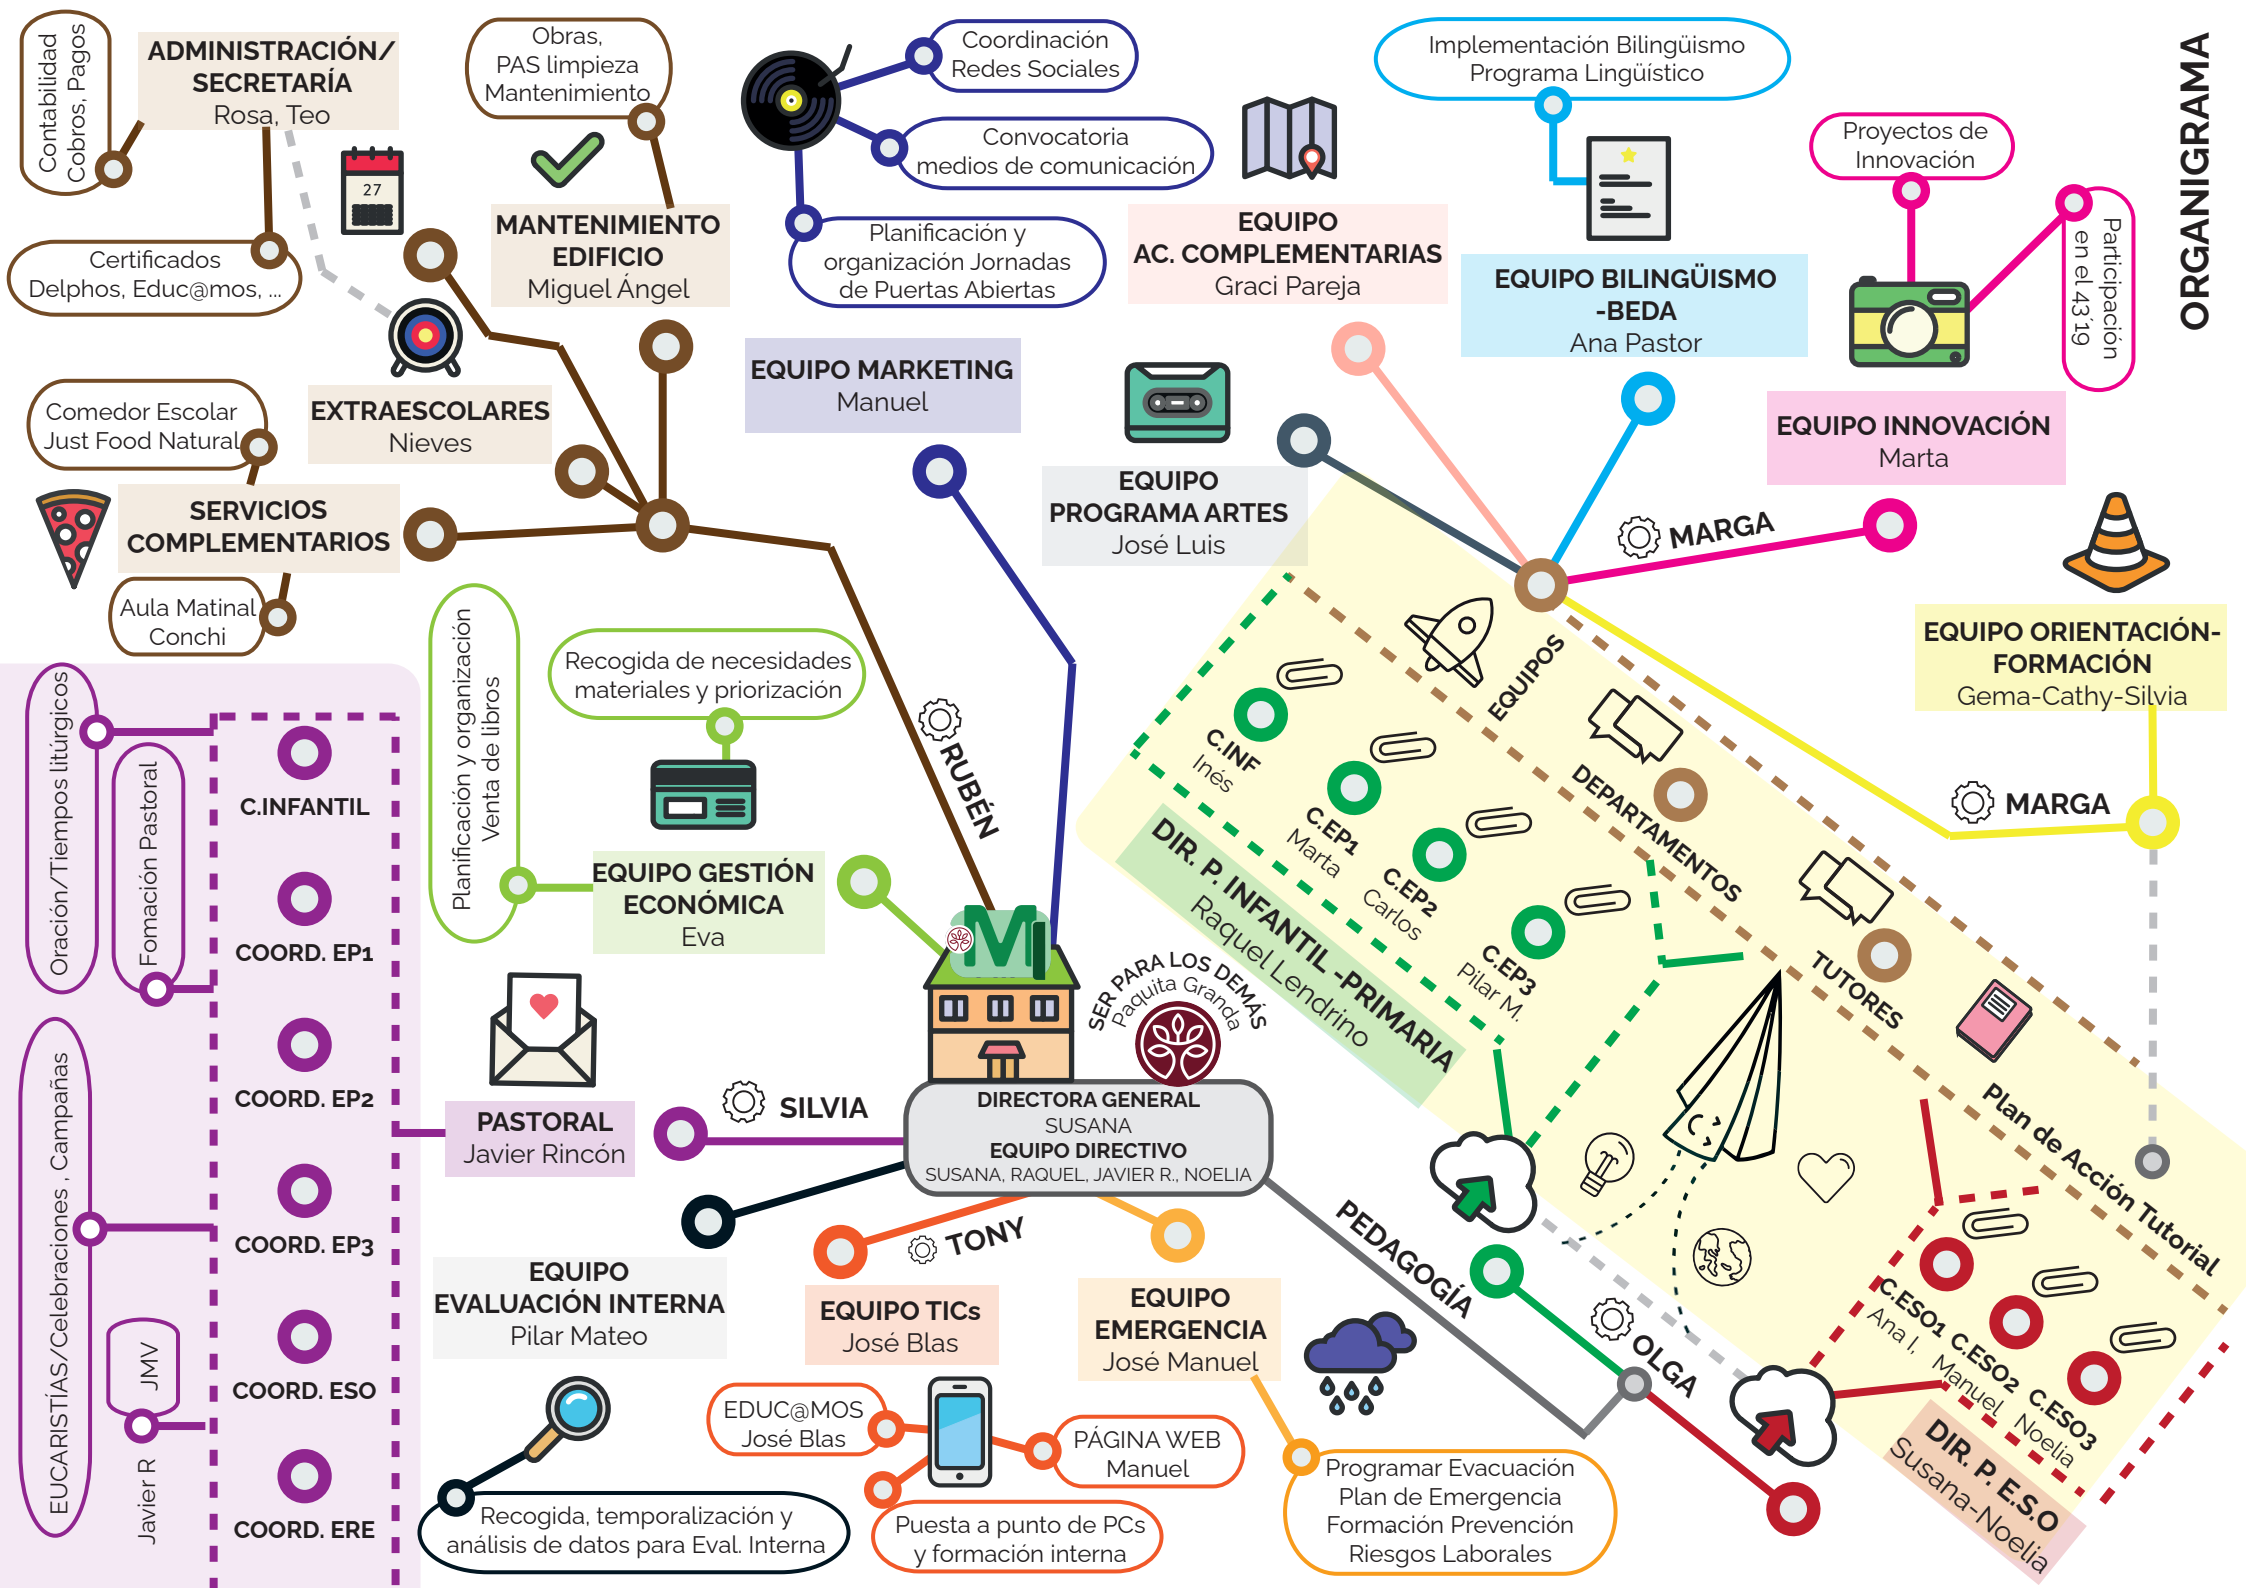 ORGANIGRAMA
Contabilidad
Cobros, Pagos
ADMINISTRACIÓN/
SECRETARÍA
Rosa, Teo
Certificados
Delphos, Educ@mos, ...
27
Obras,
PAS limpieza
Mantenimiento
MANTENIMIENTO
EDIFICIO
Miguel Ángel
EXTRAESCOLARES
Nieves
Comedor Escolar
Just Food Natural
SERVICIOS
COMPLEMENTARIOS
Aula Matinal
Conchi
Coordinación
Redes Sociales
Convocatoria
medios de comunicación
Planificación y
organización Jornadas
de Puertas Abiertas
EQUIPO MARKETING
Manuel
EQUIPO
AC. COMPLEMENTARIAS
Graci Pareja
Implementación Bilingüismo
Programa Lingüístico
EQUIPO BILINGÜISMO
-BEDA
Ana Pastor
Proyectos de
Innovación
Participación
en el 43´19
EQUIPO INNOVACIÓN
Marta
EQUIPO
PROGRAMA ARTES
José Luis
MARGA
EQUIPO ORIENTACIÓN-
FORMACIÓN
Gema-Cathy-Silvia
MARGA
EQUIPOS
DEPARTAMENTOS
TUTORES
Plan de Acción Tutorial
C.INF
Inés
C.EP1
Marta
C.EP2
Carlos
C.EP3
Pilar M.
DIR. P. INFANTIL -PRIMARIA
Raquel Lendrino
Planificación y organización
Venta de libros
Recogida de necesidades
materiales y priorización
EQUIPO GESTIÓN
ECONÓMICA
Eva
RUBÉN
M
SER PARA LOS DEMÁS
Paquita Granda
DIRECTORA GENERAL
SUSANA
EQUIPO DIRECTIVO
SUSANA, RAQUEL, JAVIER R., NOELIA
SILVIA
PASTORAL
Javier Rincón
Oración/Tiempos litúrgicos
Fomación Pastoral
EUCARISTÍAS/Celebraciones , Campañas
JMV
Javier R
C.INFANTIL
COORD. EP1
COORD. EP2
COORD. EP3
COORD. ESO
COORD. ERE
EQUIPO
EVALUACIÓN INTERNA
Pilar Mateo
Recogida, temporalización y
análisis de datos para Eval. Interna
TONY
EQUIPO TICs
José Blas
EDUC@MOS
José Blas
PÁGINA WEB
Manuel
Puesta a punto de PCs
y formación interna
EQUIPO
EMERGENCIA
José Manuel
Programar Evacuación
Plan de Emergencia
Formación Prevención
Riesgos Laborales
PEDAGOGÍA
OLGA
C.ESO1
Ana I,
C.ESO2
Manuel
C.ESO3
Noelia
DIR. P. E.S.O
Susana-Noelia